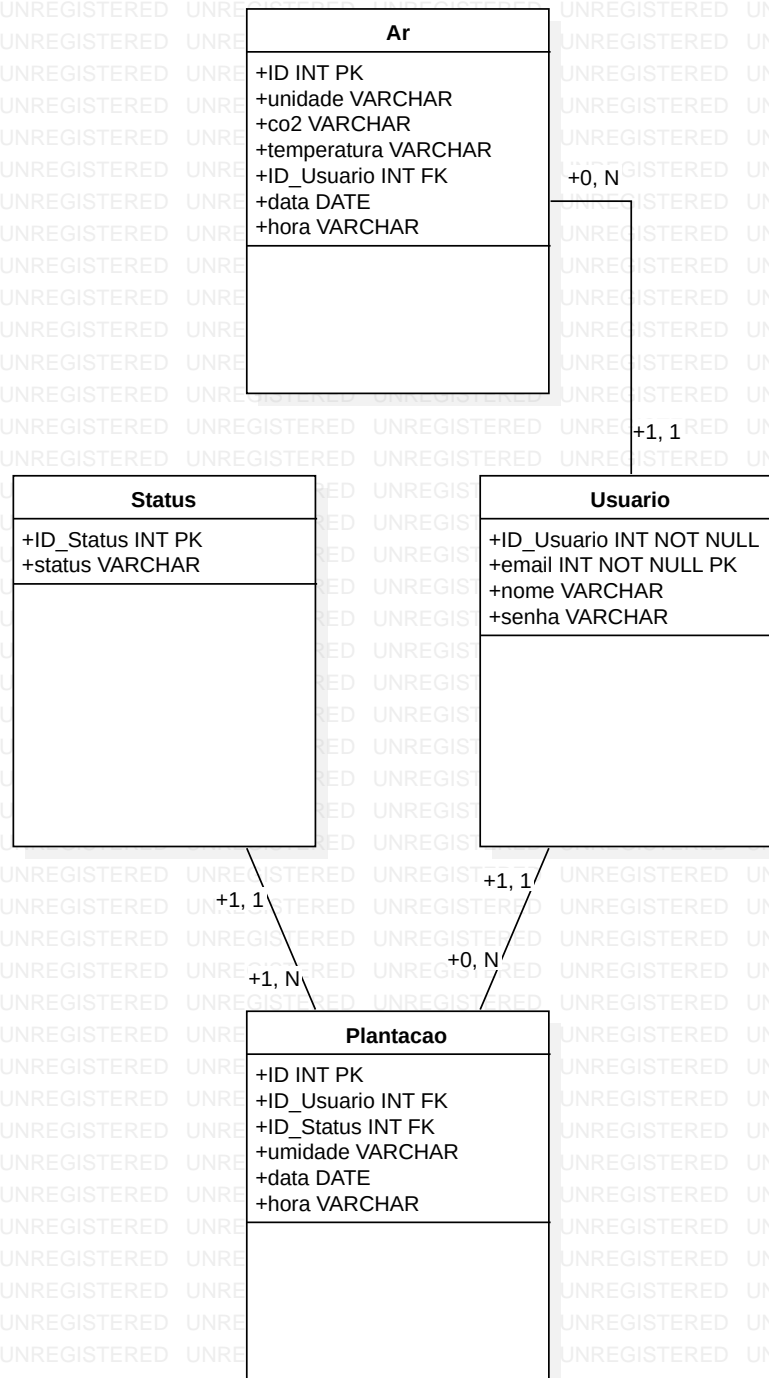 Ar
+ID INT PK
+unidade VARCHAR
+co2 VARCHAR
+temperatura VARCHAR
+ID_Usuario INT FK
+data DATE
+hora VARCHAR
+0, N
+1, 1
Status
+ID_Status INT PK
+status VARCHAR
Usuario
+ID_Usuario INT NOT NULL
+email INT NOT NULL PK
+nome VARCHAR
+senha VARCHAR
+1, 1
+1, N
+1, 1
+0, N
Plantacao
+ID INT PK
+ID_Usuario INT FK
+ID_Status INT FK
+umidade VARCHAR
+data DATE
+hora VARCHAR
UNREGISTERED